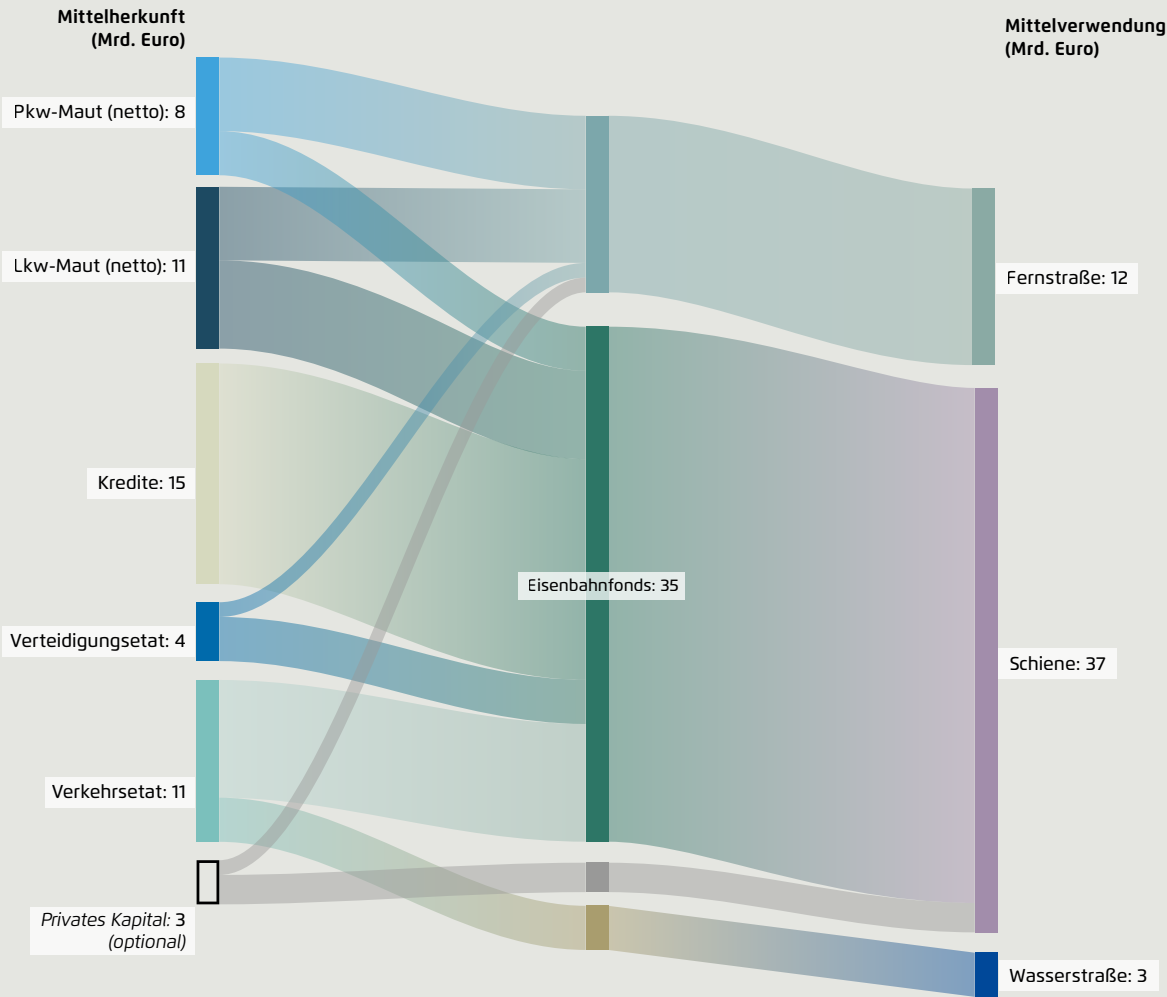 Mittelherkunft
(Mrd. Euro)
Mittelverwendung
(Mrd. Euro)
Pkw-Maut (netto): 8
Lkw-Maut (netto): 11
Fernstraße: 12
Kredite: 15
Eisenbahnfonds: 35
Verteidigungsetat: 4
Schiene: 37
Verkehrsetat: 11
Privates Kapital: 3
(optional)
Wasserstraße: 3